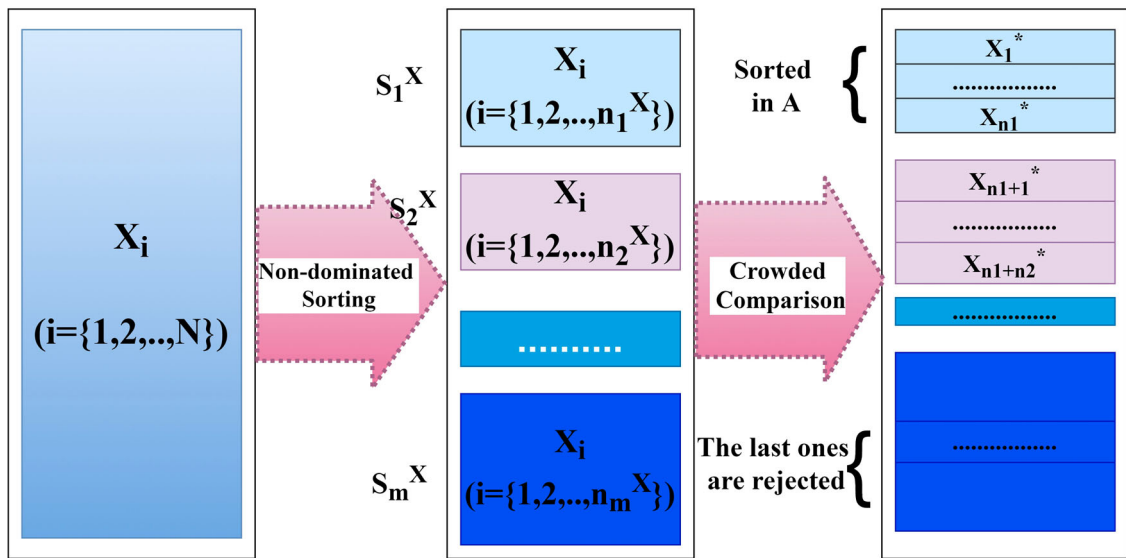 Xᵢ
(i={1,2,..,N})
Non-dominated
Sorting
S₁ˣ
Xᵢ
(i={1,2,..,n₁ˣ})
S₂ˣ
Xᵢ
(i={1,2,..,n₂ˣ})
..........
Sₘˣ
Xᵢ
(i={1,2,..,nₘˣ})
Crowded
Comparison
Sorted
in A
{
X₁*
.................
Xₙ₁*
Xₙ₁₊₁*
.................
Xₙ₁₊ₙ₂*
.................
The last ones
are rejected
{
.................